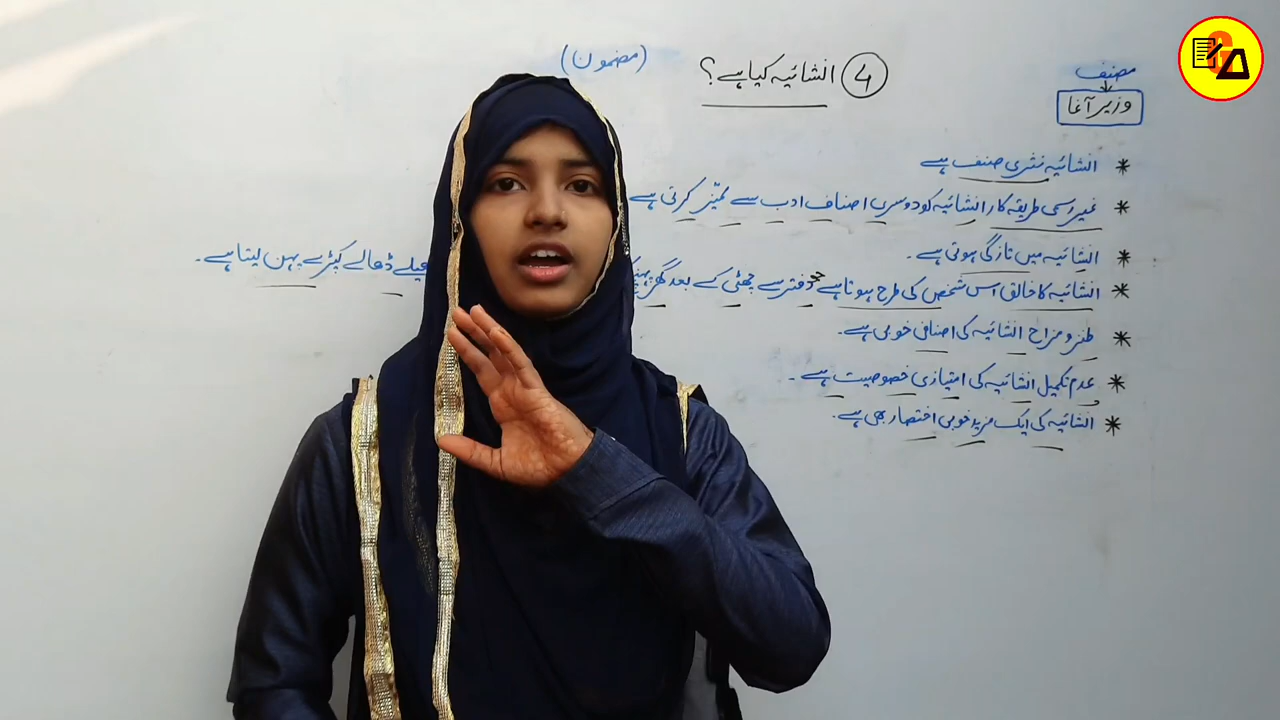 ④ انشائیہ کیا ہے؟ (مضمون)
مصنف
وزیر آغا
* انشائیہ نثری صنف ہے
* غیر رسمی طریقہ کار انشائیہ کو دوسری اصناف ادب سے ممیّز کرتی ہے
* انشائیہ میں تازگی ہوتی ہے۔
* انشائیہ کا خالق اس شخص کی طرح ہوتا ہے جو دفتر سے چھٹی کے بعد گھر پہنچ ڈھالے کپڑے پہن لیتا ہے۔
* طنز و مزاح انشائیہ کی اضافی خوبی ہے۔
* عدم تکمیل انشائیہ کی امتیازی خصوصیت ہے۔
* انشائیہ کی ایک مزید خوبی اختصار بھی ہے۔